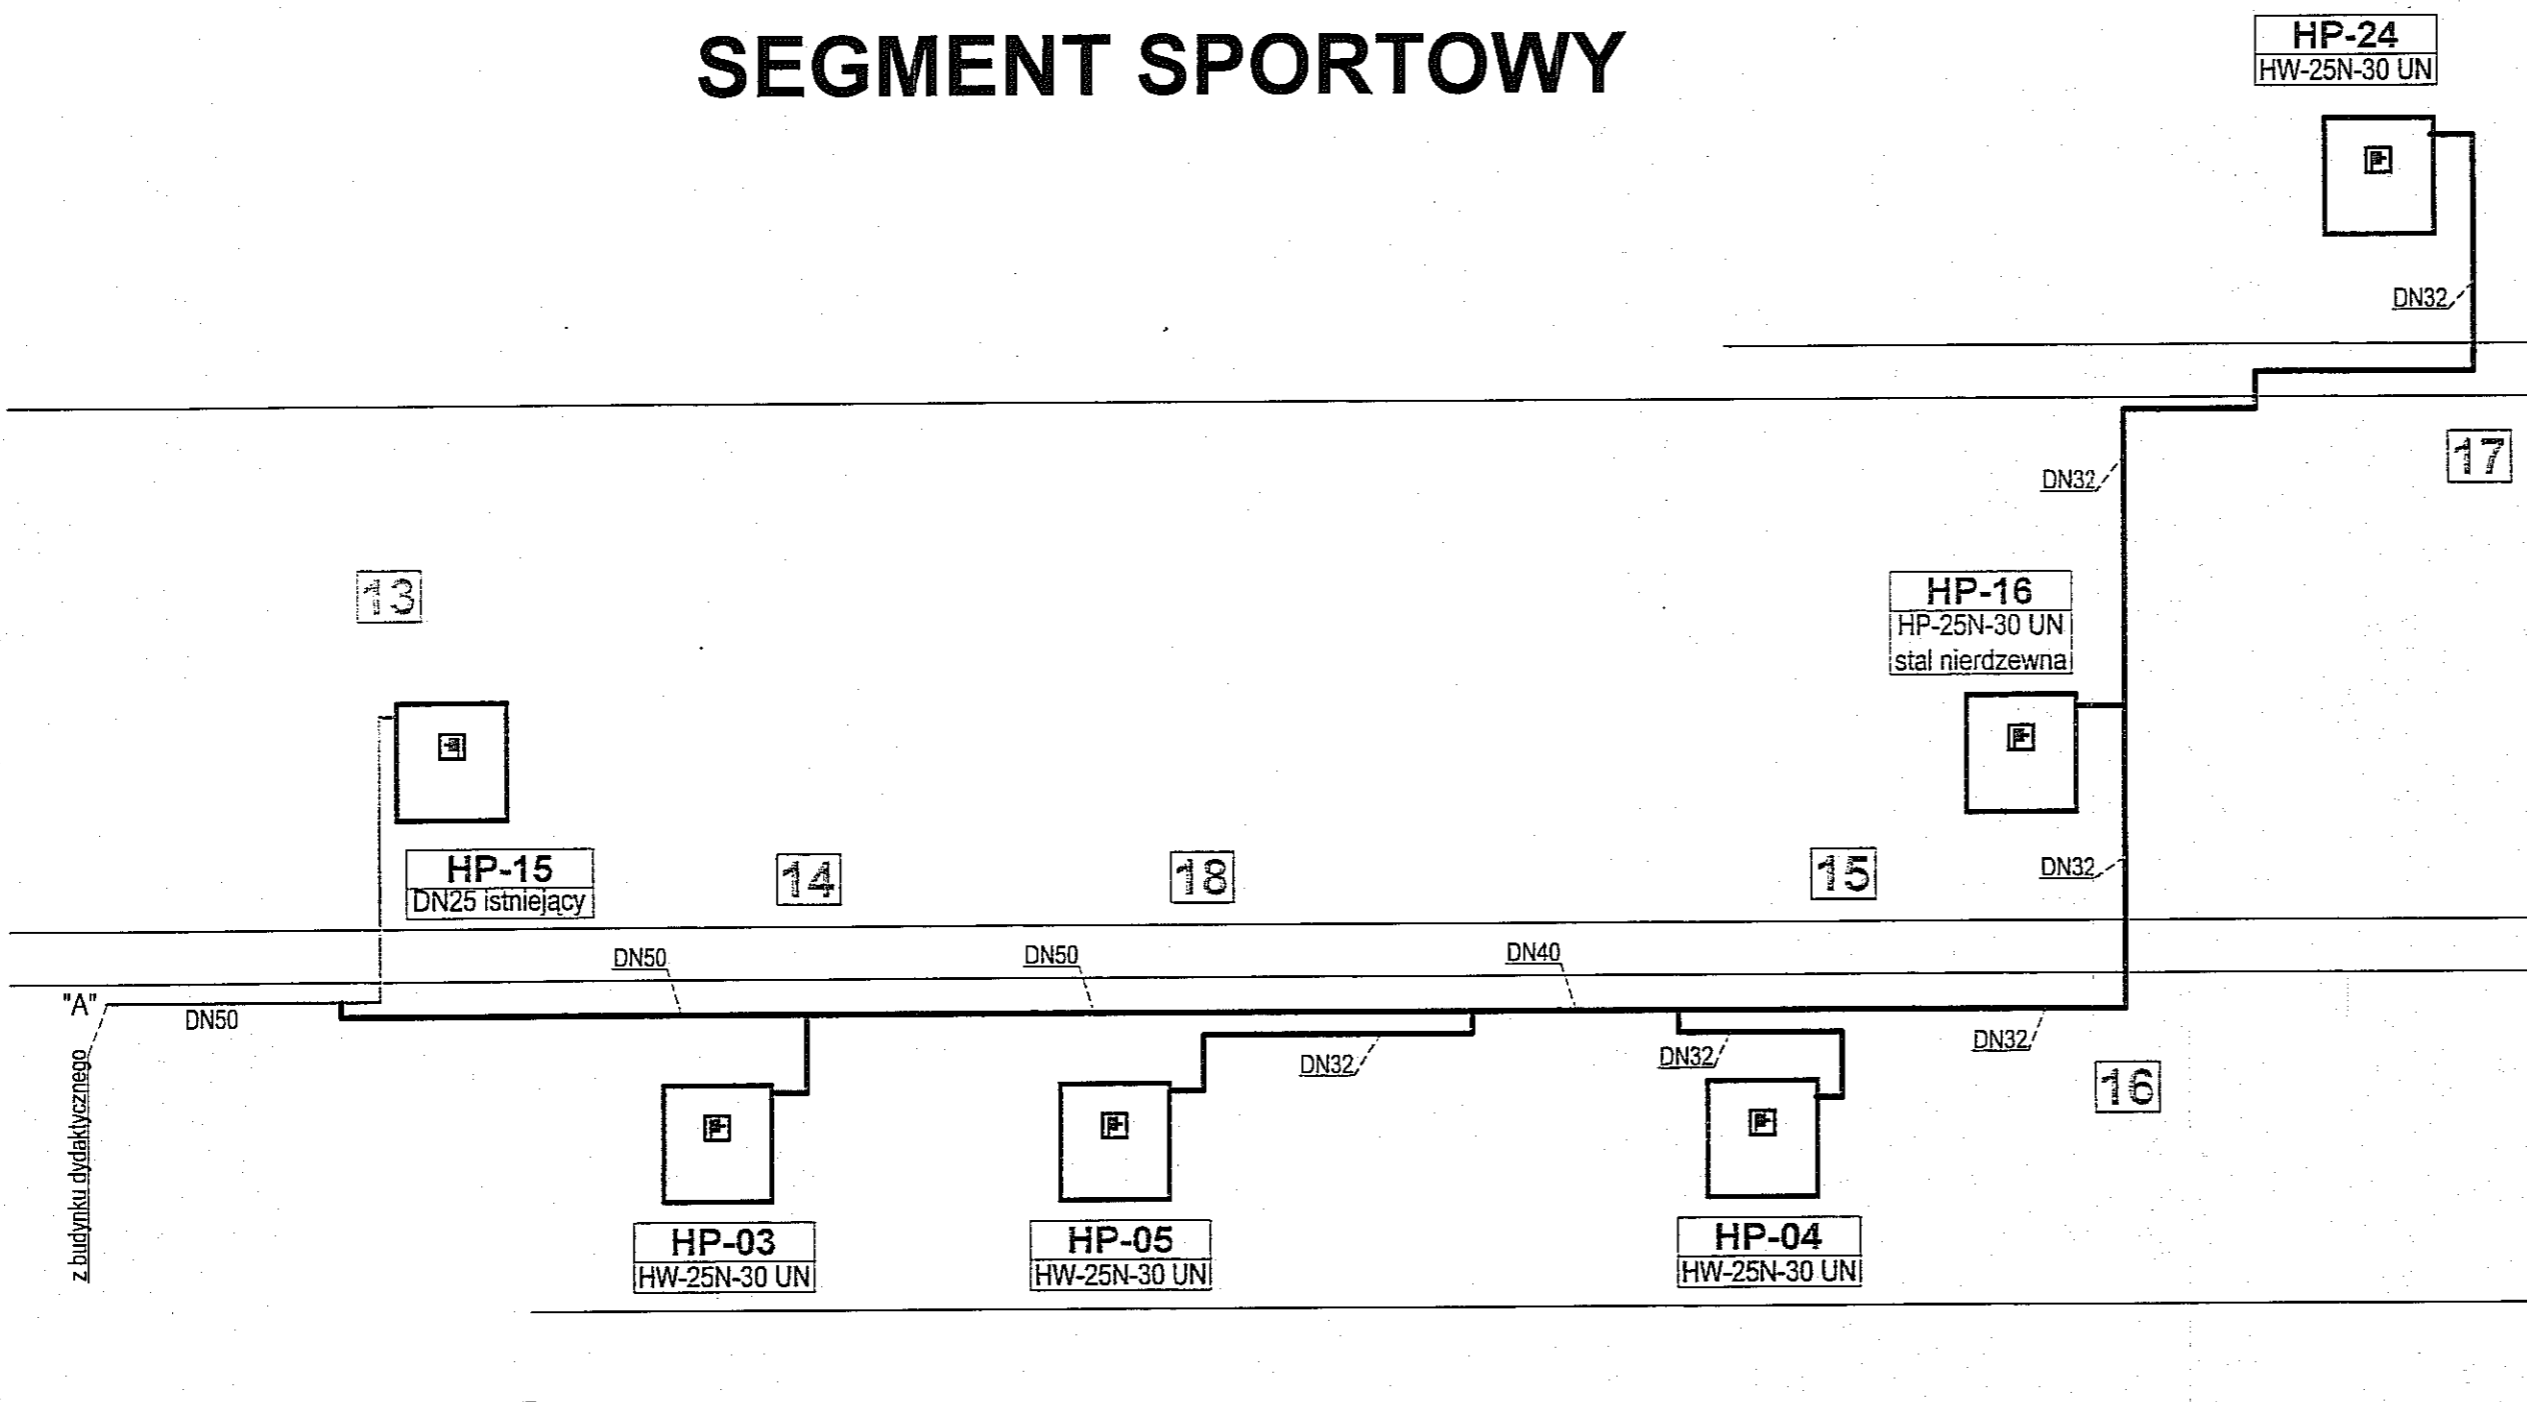 SEGMENT SPORTOWY
HP-24
HW-25N-30 UN
DN32
17
DN32
13
HP-16
HP-25N-30 UN
stal nierdzewna
HP-15
DN25 istniejący
14
18
15
DN32
DN50
DN50
DN40
"A"
DN50
z budynku dydaktycznego
DN32
DN32
DN32
16
HP-03
HW-25N-30 UN
HP-05
HW-25N-30 UN
HP-04
HW-25N-30 UN